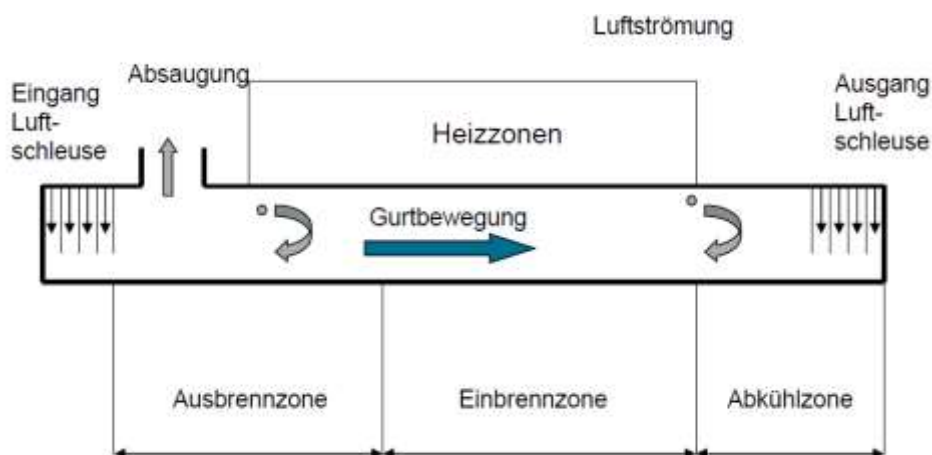 Luftströmung
Absaugung
Eingang
Luft-
schleuse
Ausgang
Luft-
schleuse
Heizzonen
Gurtbewegung
Ausbrennzone
Einbrennzone
Abkühlzone